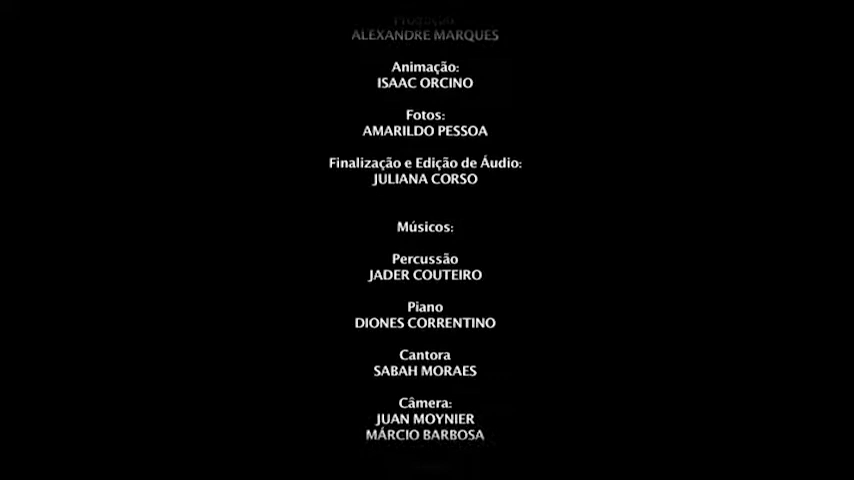 Produção
ALEXANDRE MARQUES
Animação:
ISAAC ORCINO
Fotos:
AMARILDO PESSOA
Finalização e Edição de Áudio:
JULIANA CORSO
Músicos:
Percussão
JADER COUTEIRO
Piano
DIONES CORRENTINO
Cantora
SABAH MORAES
Câmera:
JUAN MOYNIER
MÁRCIO BARBOSA